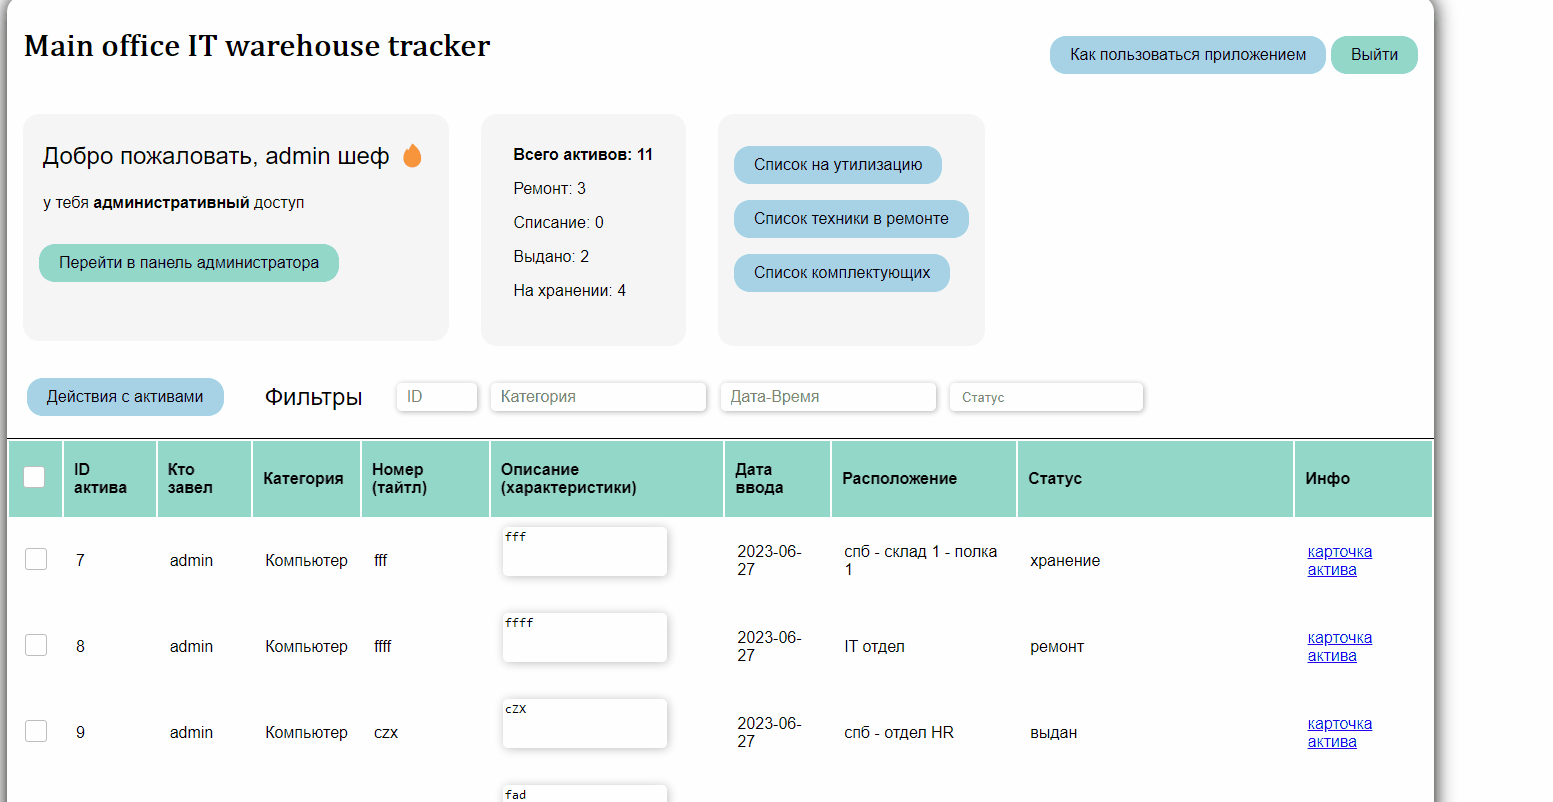 Main office IT warehouse tracker
Как пользоваться приложением
Выйти
Добро пожаловать, admin шеф
у тебя административный доступ
Перейти в панель администратора
Всего активов: 11
Ремонт: 3
Списание: 0
Выдано: 2
На хранении: 4
Список на утилизацию
Список техники в ремонте
Список комплектующих
Действия с активами
Фильтры
ID
Категория
Дата-Время
Статус
ID актива
Кто завел
Категория
Номер (тайтл)
Описание (характеристики)
Дата ввода
Расположение
Статус
Инфо
7 admin Компьютер fff fff 2023-06-27 спб - склад 1 - полка 1 хранение карточка актива
8 admin Компьютер ffff ffff 2023-06-27 IT отдел ремонт карточка актива
9 admin Компьютер czx cZX 2023-06-27 спб - отдел HR выдан карточка актива
fad